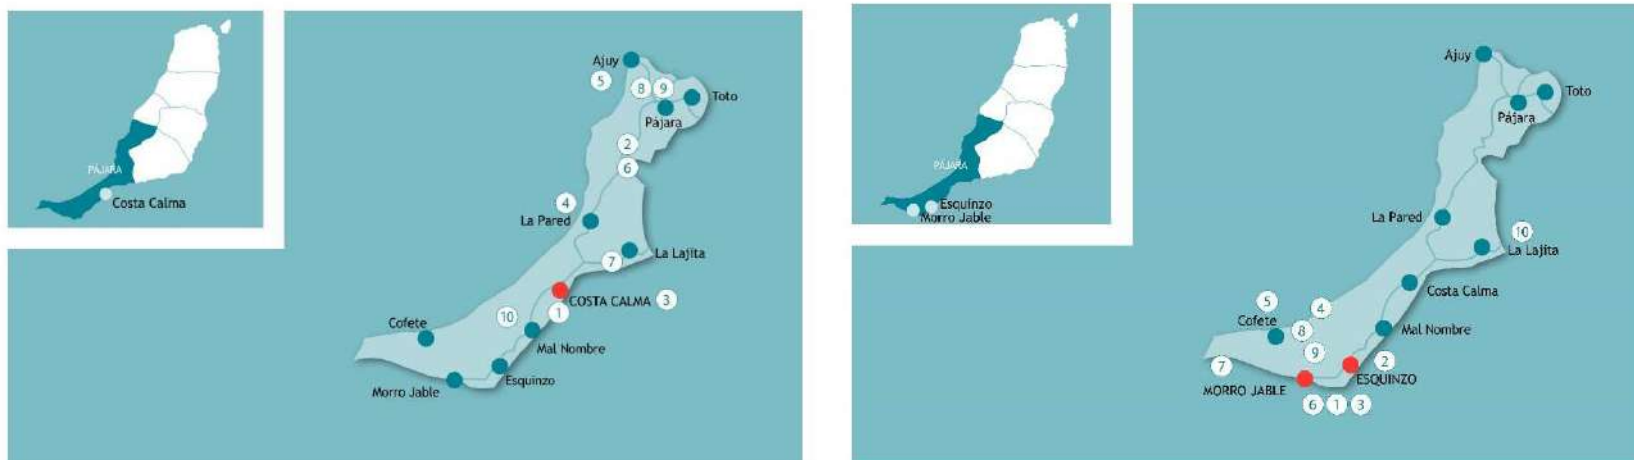 PÁJARA
Costa Calma
Ajuy
5
8
9
Toto
Pájara
2
6
4
La Pared
La Lajita
7
COSTA CALMA
3
1
10
Cofete
Mal Nombre
Esquinzo
Morro Jable
PÁJARA
Esquinzo
Morro Jable
Ajuy
Toto
Pájara
La Pared
10
La Lajita
Costa Calma
5
4
Cofete
8
Mal Nombre
9
2
7
ESQUINZO
MORRO JABLE
6
1
3